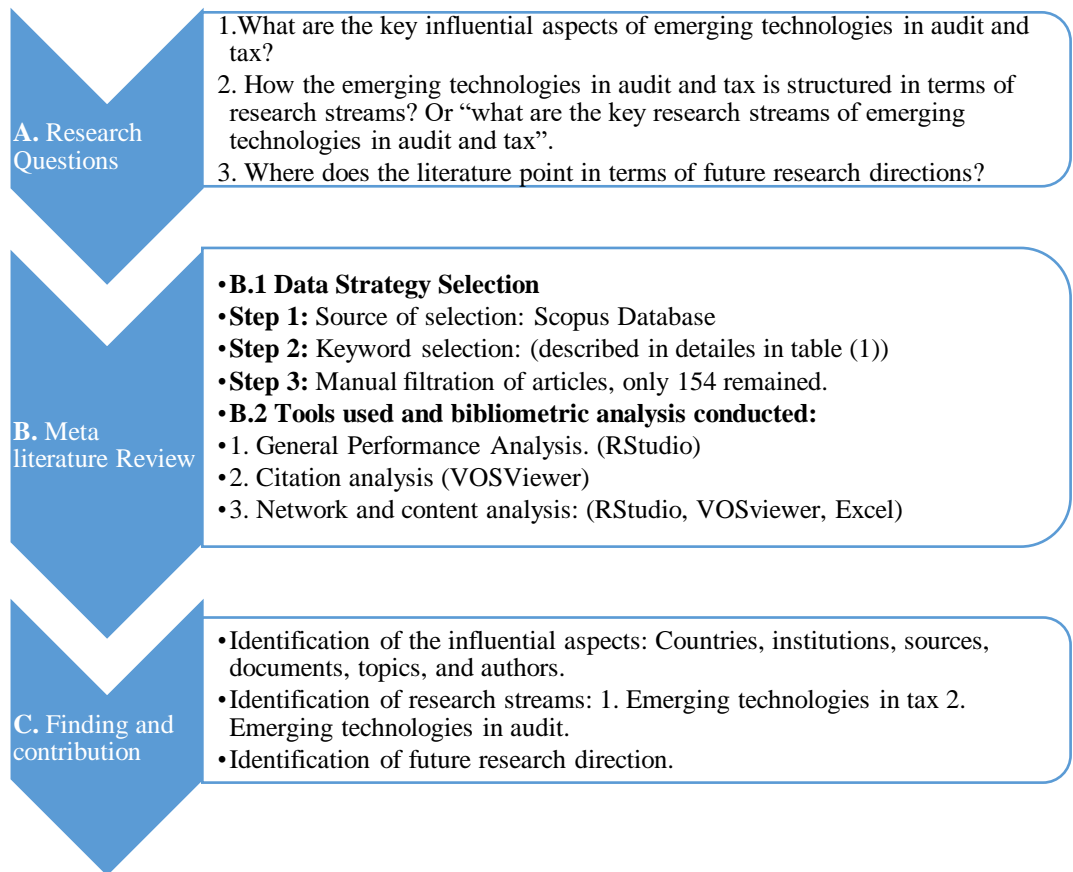 1.What are the key influential aspects of emerging technologies in audit and
tax?
2. How the emerging technologies in audit and tax is structured in terms of
research streams? Or “what are the key research streams of emerging
technologies in audit and tax”.
3. Where does the literature point in terms of future research directions?
A. Research
Questions
•B.1 Data Strategy Selection
•Step 1: Source of selection: Scopus Database
•Step 2: Keyword selection: (described in detailes in table (1))
•Step 3: Manual filtration of articles, only 154 remained.
•B.2 Tools used and bibliometric analysis conducted:
•1. General Performance Analysis. (RStudio)
•2. Citation analysis (VOSViewer)
•3. Network and content analysis: (RStudio, VOSviewer, Excel)
B. Meta
literature Review
•Identification of the influential aspects: Countries, institutions, sources,
documents, topics, and authors.
•Identification of research streams: 1. Emerging technologies in tax 2.
Emerging technologies in audit.
•Identification of future research direction.
C. Finding and
contribution